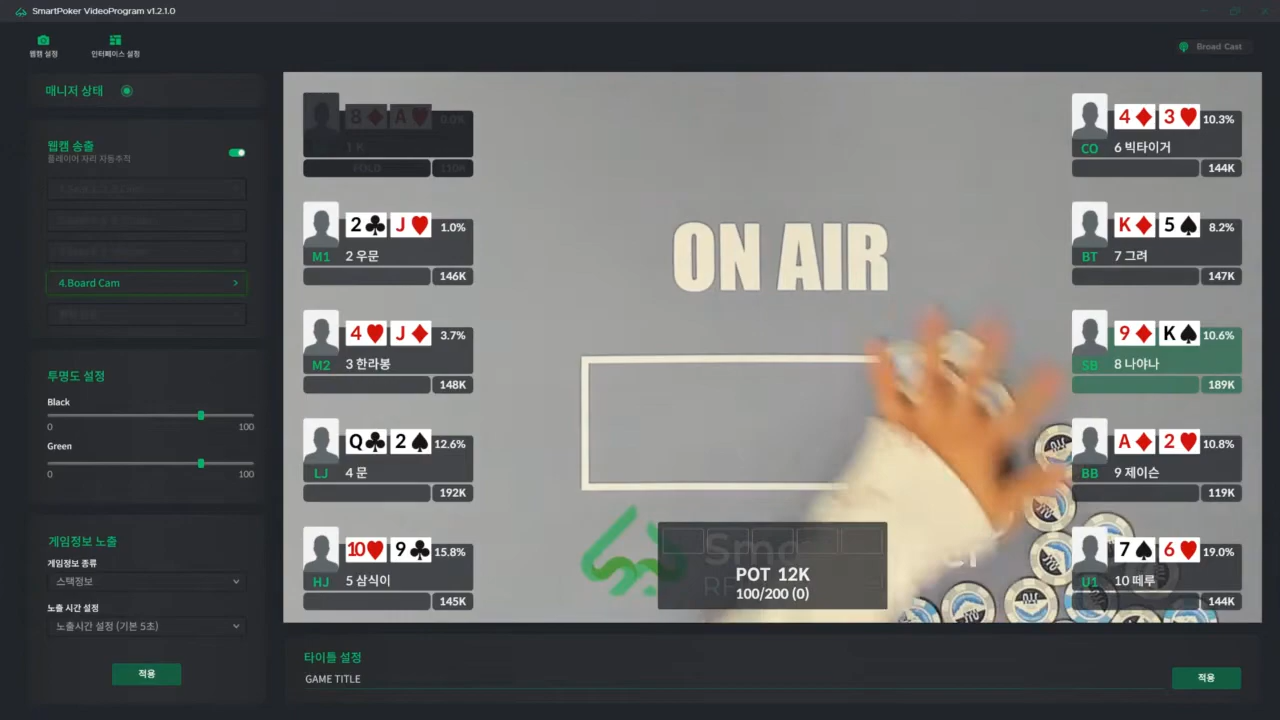 SmartPoker VideoProgram v1.2.1.0
웹캠 설정
인터페이스 설정
Broad Cast
매니저 상태
웹캠 송출
플레이어 자리 자동추적
4.Board Cam
투명도 설정
Black
0 100
Green
0 100
게임정보 노출
게임정보 종류
스택정보
노출 시간 설정
노출시간 설정 (기본 5초)
적용
8 A 0.0%
FOLD 110K
2 J 1.0%
M1 2 우문
146K
4 J 3.7%
M2 3 한라봉
148K
Q 2 12.6%
LJ 4 문
192K
10 9 15.8%
HJ 5 삼식이
145K
ON AIR
POT 12K
100/200 (0)
4 3 10.3%
CO 6 빅타이거
144K
K 5 8.2%
BT 7 그려
147K
9 K 10.6%
SB 8 나야나
189K
A 2 10.8%
BB 9 제이슨
119K
7 6 19.0%
U1 10 떼루
144K
타이틀 설정
GAME TITLE
적용